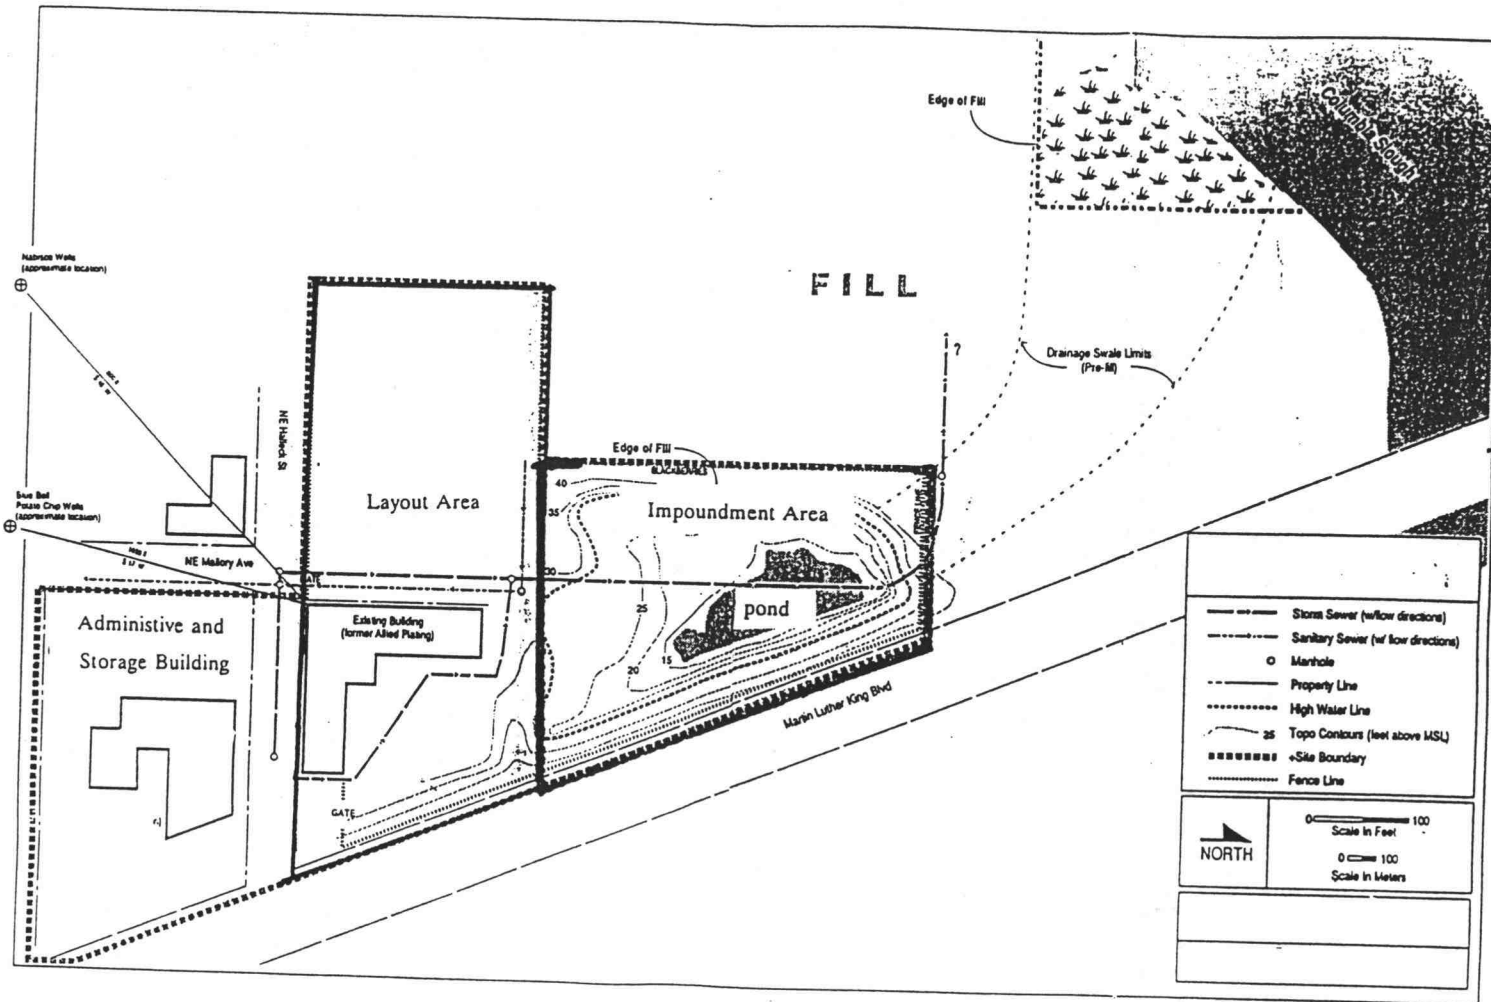 Columbia Slough
Edge of Fill
Nabisco Wells
(approximate location)
FILL
?
Drainage Swale Limits
(Pre-fill)
NE Halleck St
Edge of Fill
BLACKBERRIES
40
Layout Area
35
Impoundment Area
Blue Bell
Potato Chip Wells
(approximate location)
NE Mallory Ave
30
GATE
25
pond
Existing Building
(former Allied Plating)
Administive and
Storage Building
20
15
Martin Luther King Blvd
GATE
Storm Sewer (w/flow directions)
Sanitary Sewer (w/ flow directions)
Manhole
Property Line
High Water Line
35 Topo Contours (feet above MSL)
Site Boundary
Fence Line
NORTH
0 100
Scale in Feet
0 100
Scale in Meters